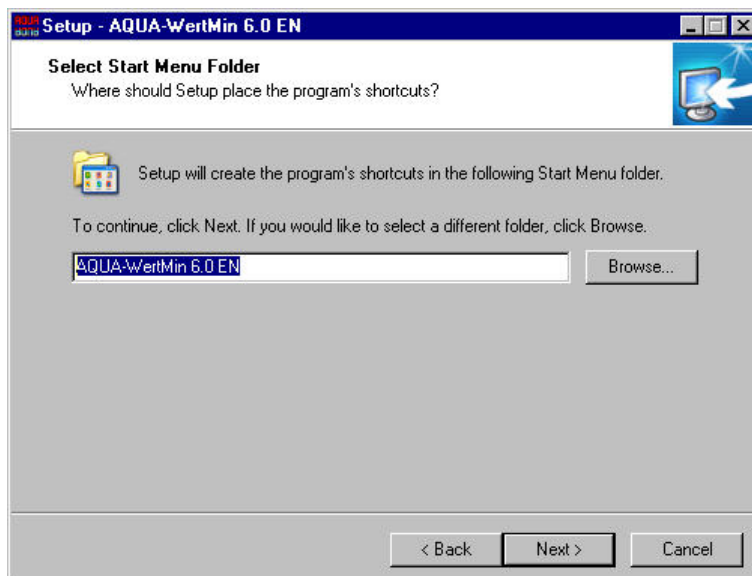 Setup - AQUA-WertMin 6.0 EN
Select Start Menu Folder
Where should Setup place the program's shortcuts?
Setup will create the program's shortcuts in the following Start Menu folder.
To continue, click Next. If you would like to select a different folder, click Browse.
AQUA-WertMin 6.0 EN
Browse...
< Back
Next >
Cancel